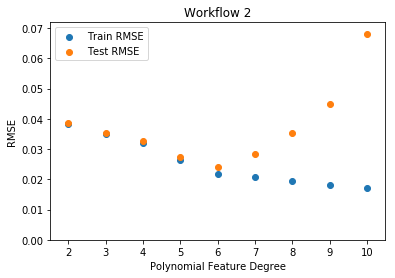 Workflow 2
Train RMSE
Test RMSE
0.07
0.06
0.05
0.04
0.03
0.02
0.01
0.00
RMSE
2 3 4 5 6 7 8 9 10
Polynomial Feature Degree